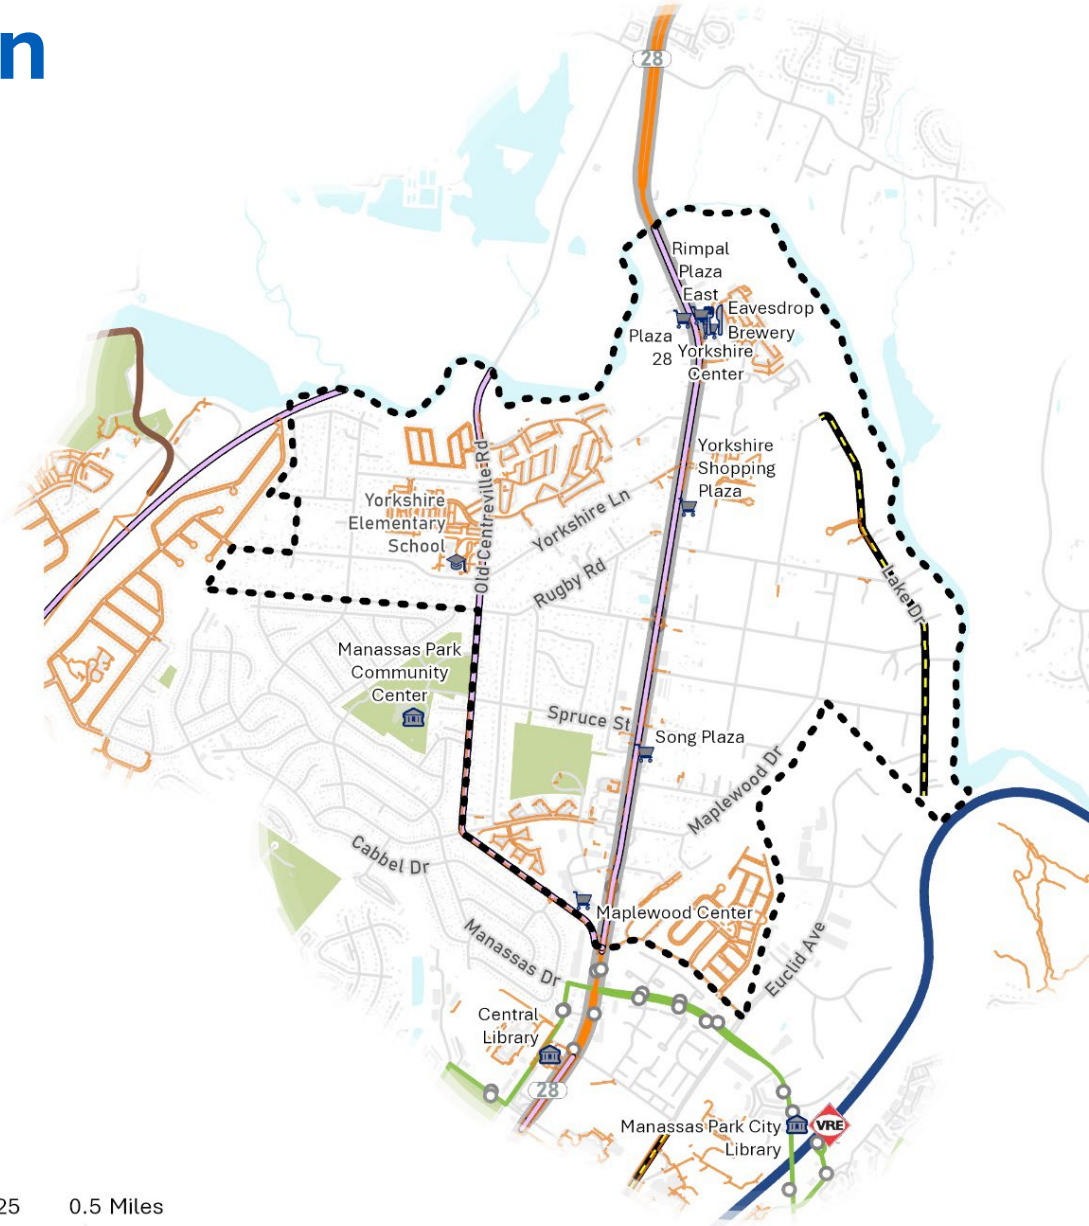 n
28
Rimpal
Plaza
East
Eavesdrop
Brewery
Plaza
28
Yorkshire
Center
Yorkshire
Shopping
Plaza
Old Centreville Rd
Yorkshire
Elementary
School
Yorkshire Ln
Rugby Rd
Lake Dr
Manassas Park
Community
Center
Spruce St
Song Plaza
Maplewood Dr
Cabbel Dr
Maplewood Center
Manassas Dr
Euclid Ave
Central
Library
28
Manassas Park City
Library
VRE
25 0.5 Miles